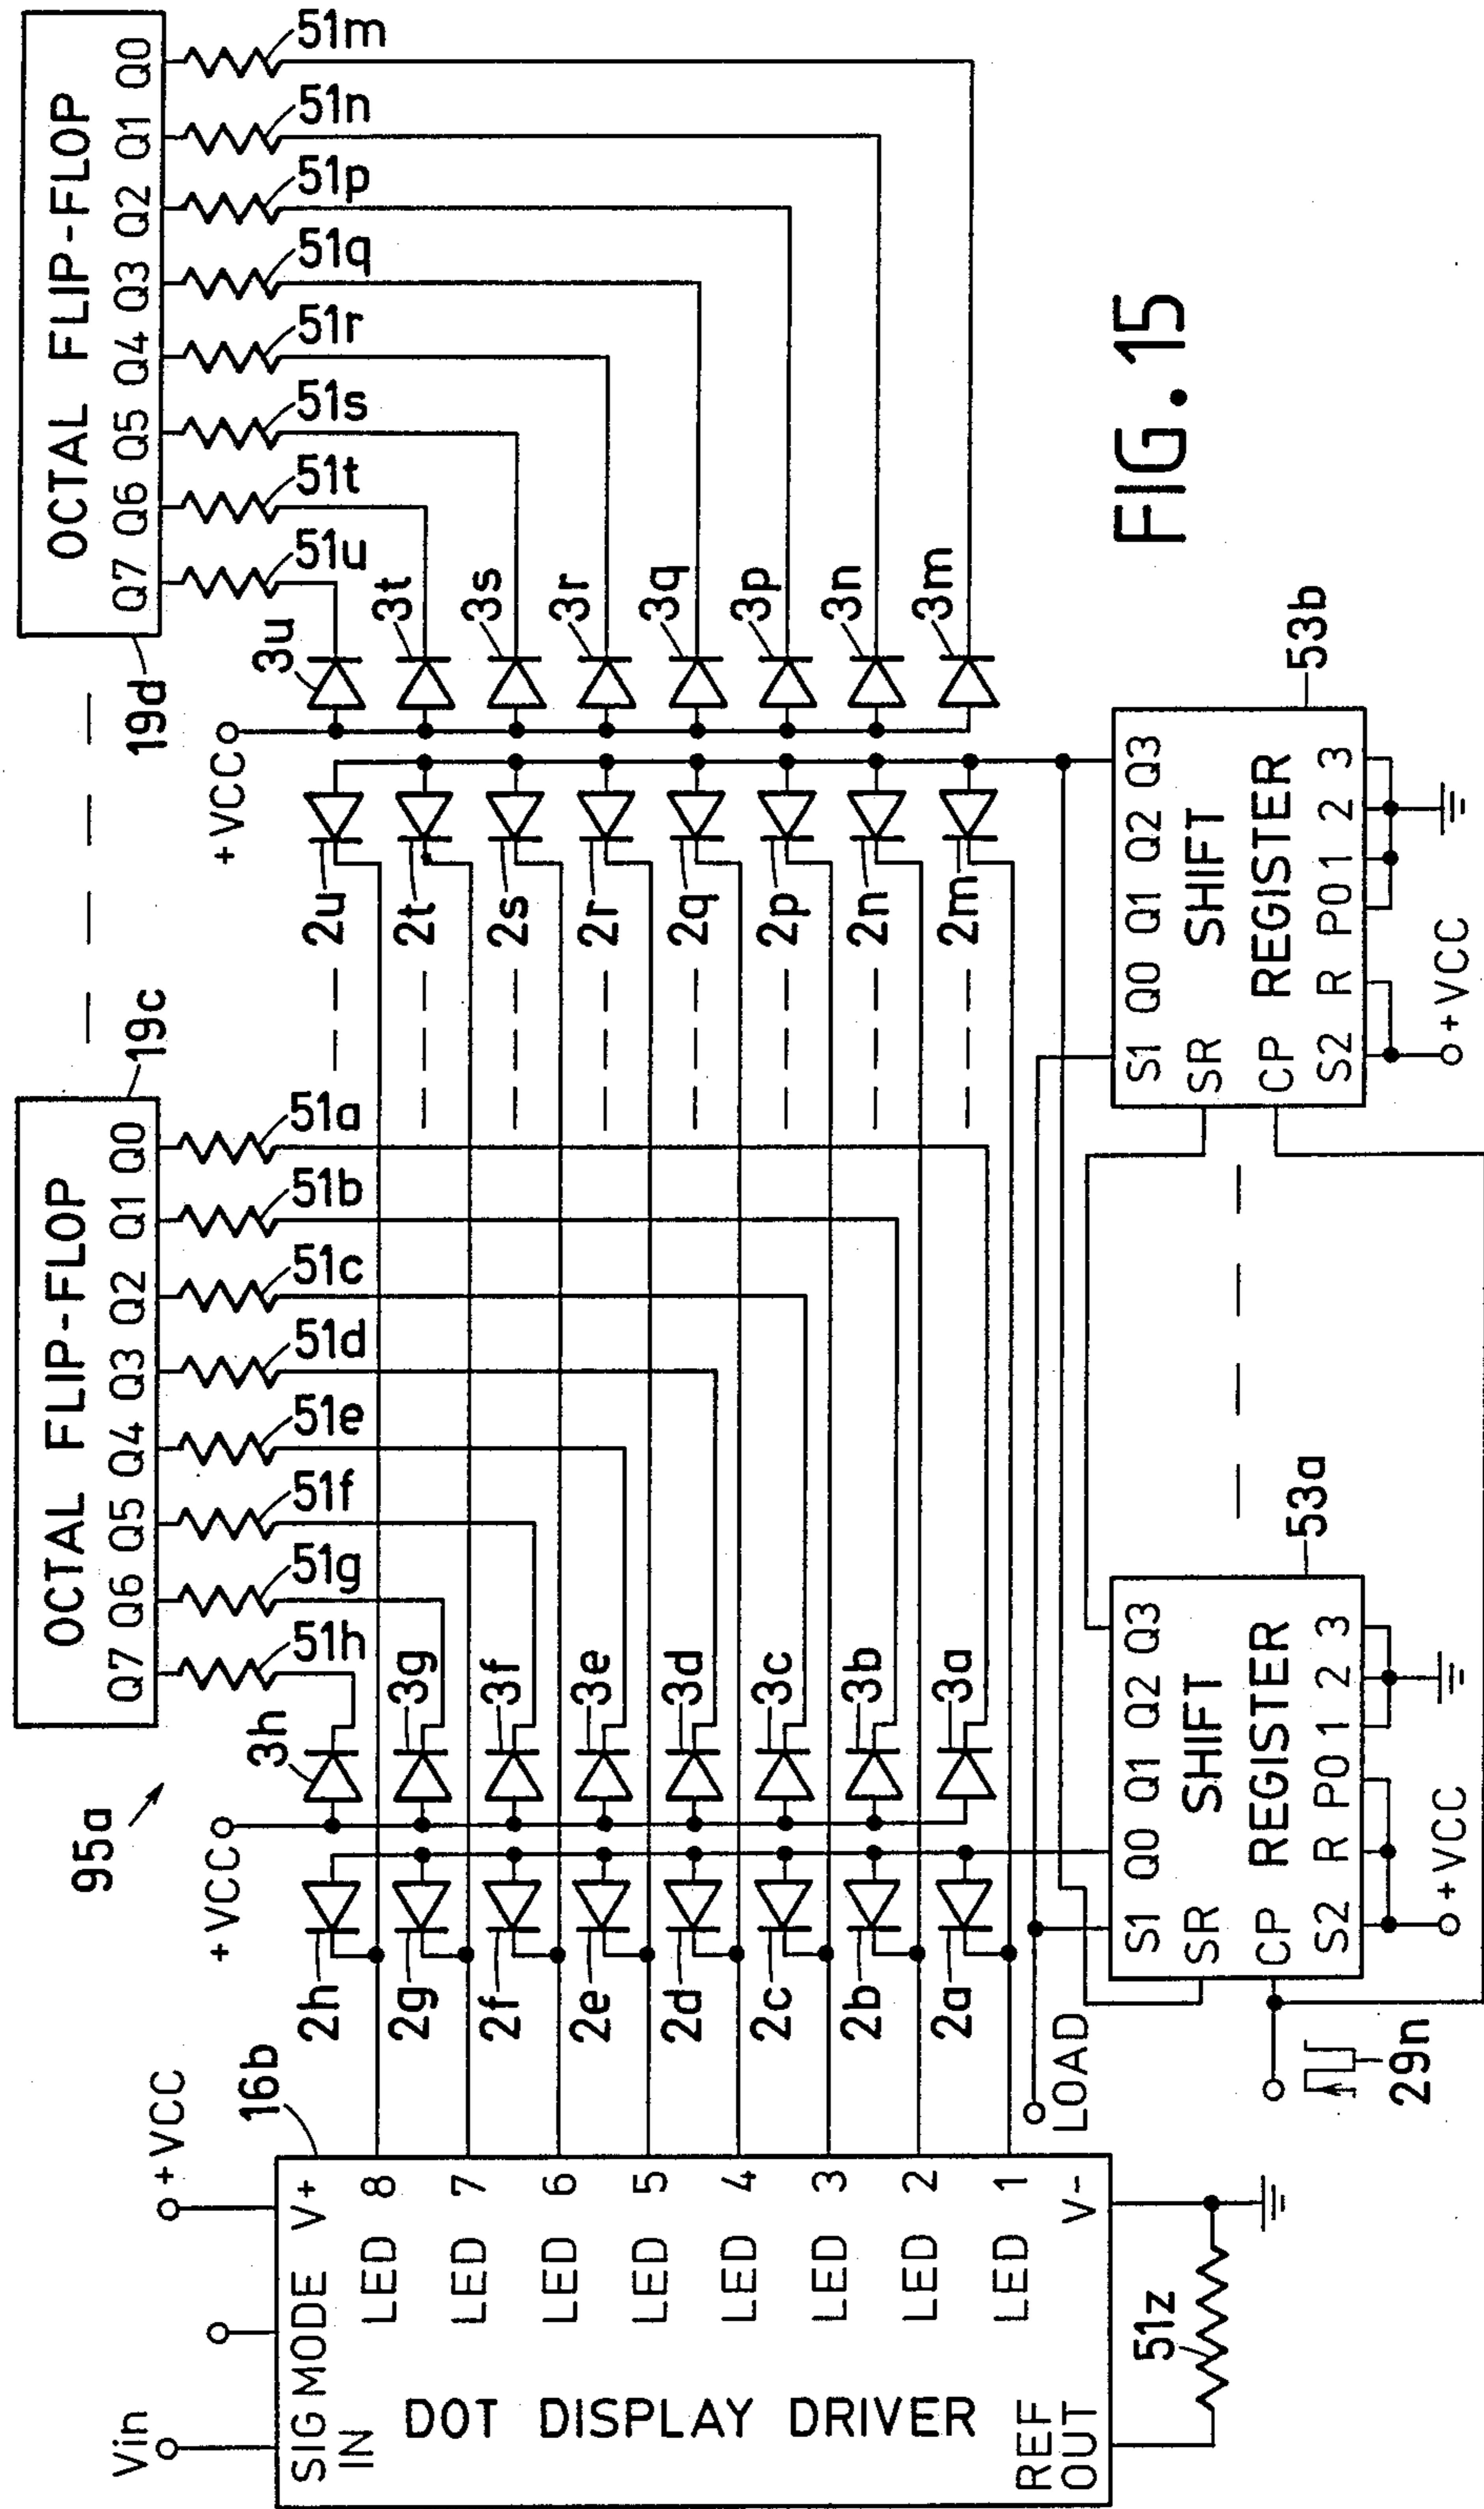 OCTAL FLIP-FLOP
Q7 Q6 Q5 Q4 Q3 Q2 Q1 Q0
51h
51g
51f
51e
51d
51c
51b
51a
19c
OCTAL FLIP-FLOP
Q7 Q6 Q5 Q4 Q3 Q2 Q1 Q0
51u
51t
51s
51r
51q
51p
51n
51m
19d
95a
+VCC
+VCC
2h
2g
2f
2e
2d
2c
2b
2a
3h
3g
3f
3e
3d
3c
3b
3a
2u
2t
2s
2r
2q
2p
2n
2m
3u
3t
3s
3r
3q
3p
3n
3m
Vin
+VCC
16b
SIG MODE V+
IN
LED 8
LED 7
LED 6
LED 5
LED 4
LED 3
LED 2
LED 1
DOT DISPLAY DRIVER
REF V-
OUT
51z
LOAD
S1 Q0 Q1 Q2 Q3
SR SHIFT
CP REGISTER
S2 R P0 1 2 3
+VCC
53a
29n
S1 Q0 Q1 Q2 Q3
SR SHIFT
CP REGISTER
S2 R P0 1 2 3
+VCC
53b
FIG. 15